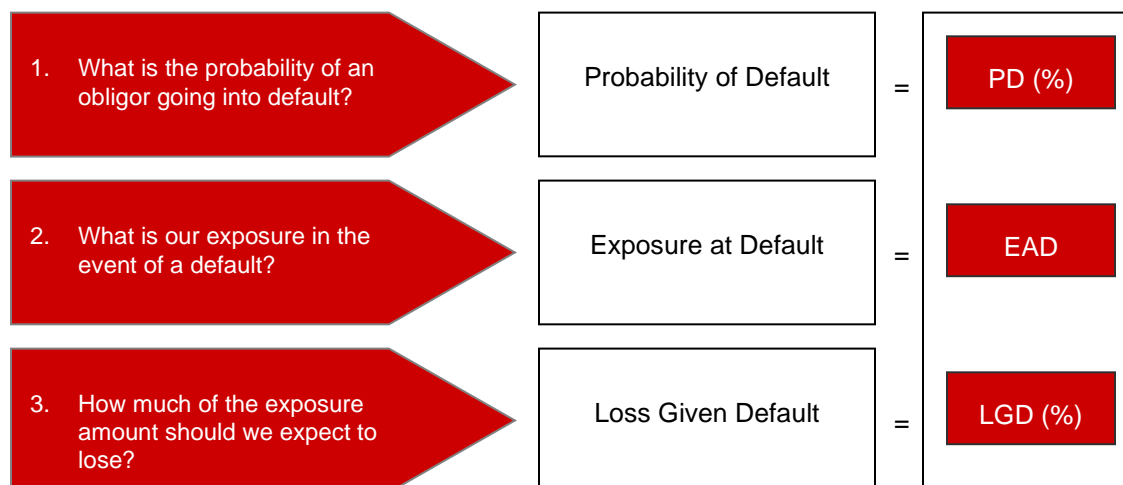 1. What is the probability of an
obligor going into default?
Probability of Default
=
PD (%)
2. What is our exposure in the
event of a default?
Exposure at Default
=
EAD
3. How much of the exposure
amount should we expect to
lose?
Loss Given Default
=
LGD (%)